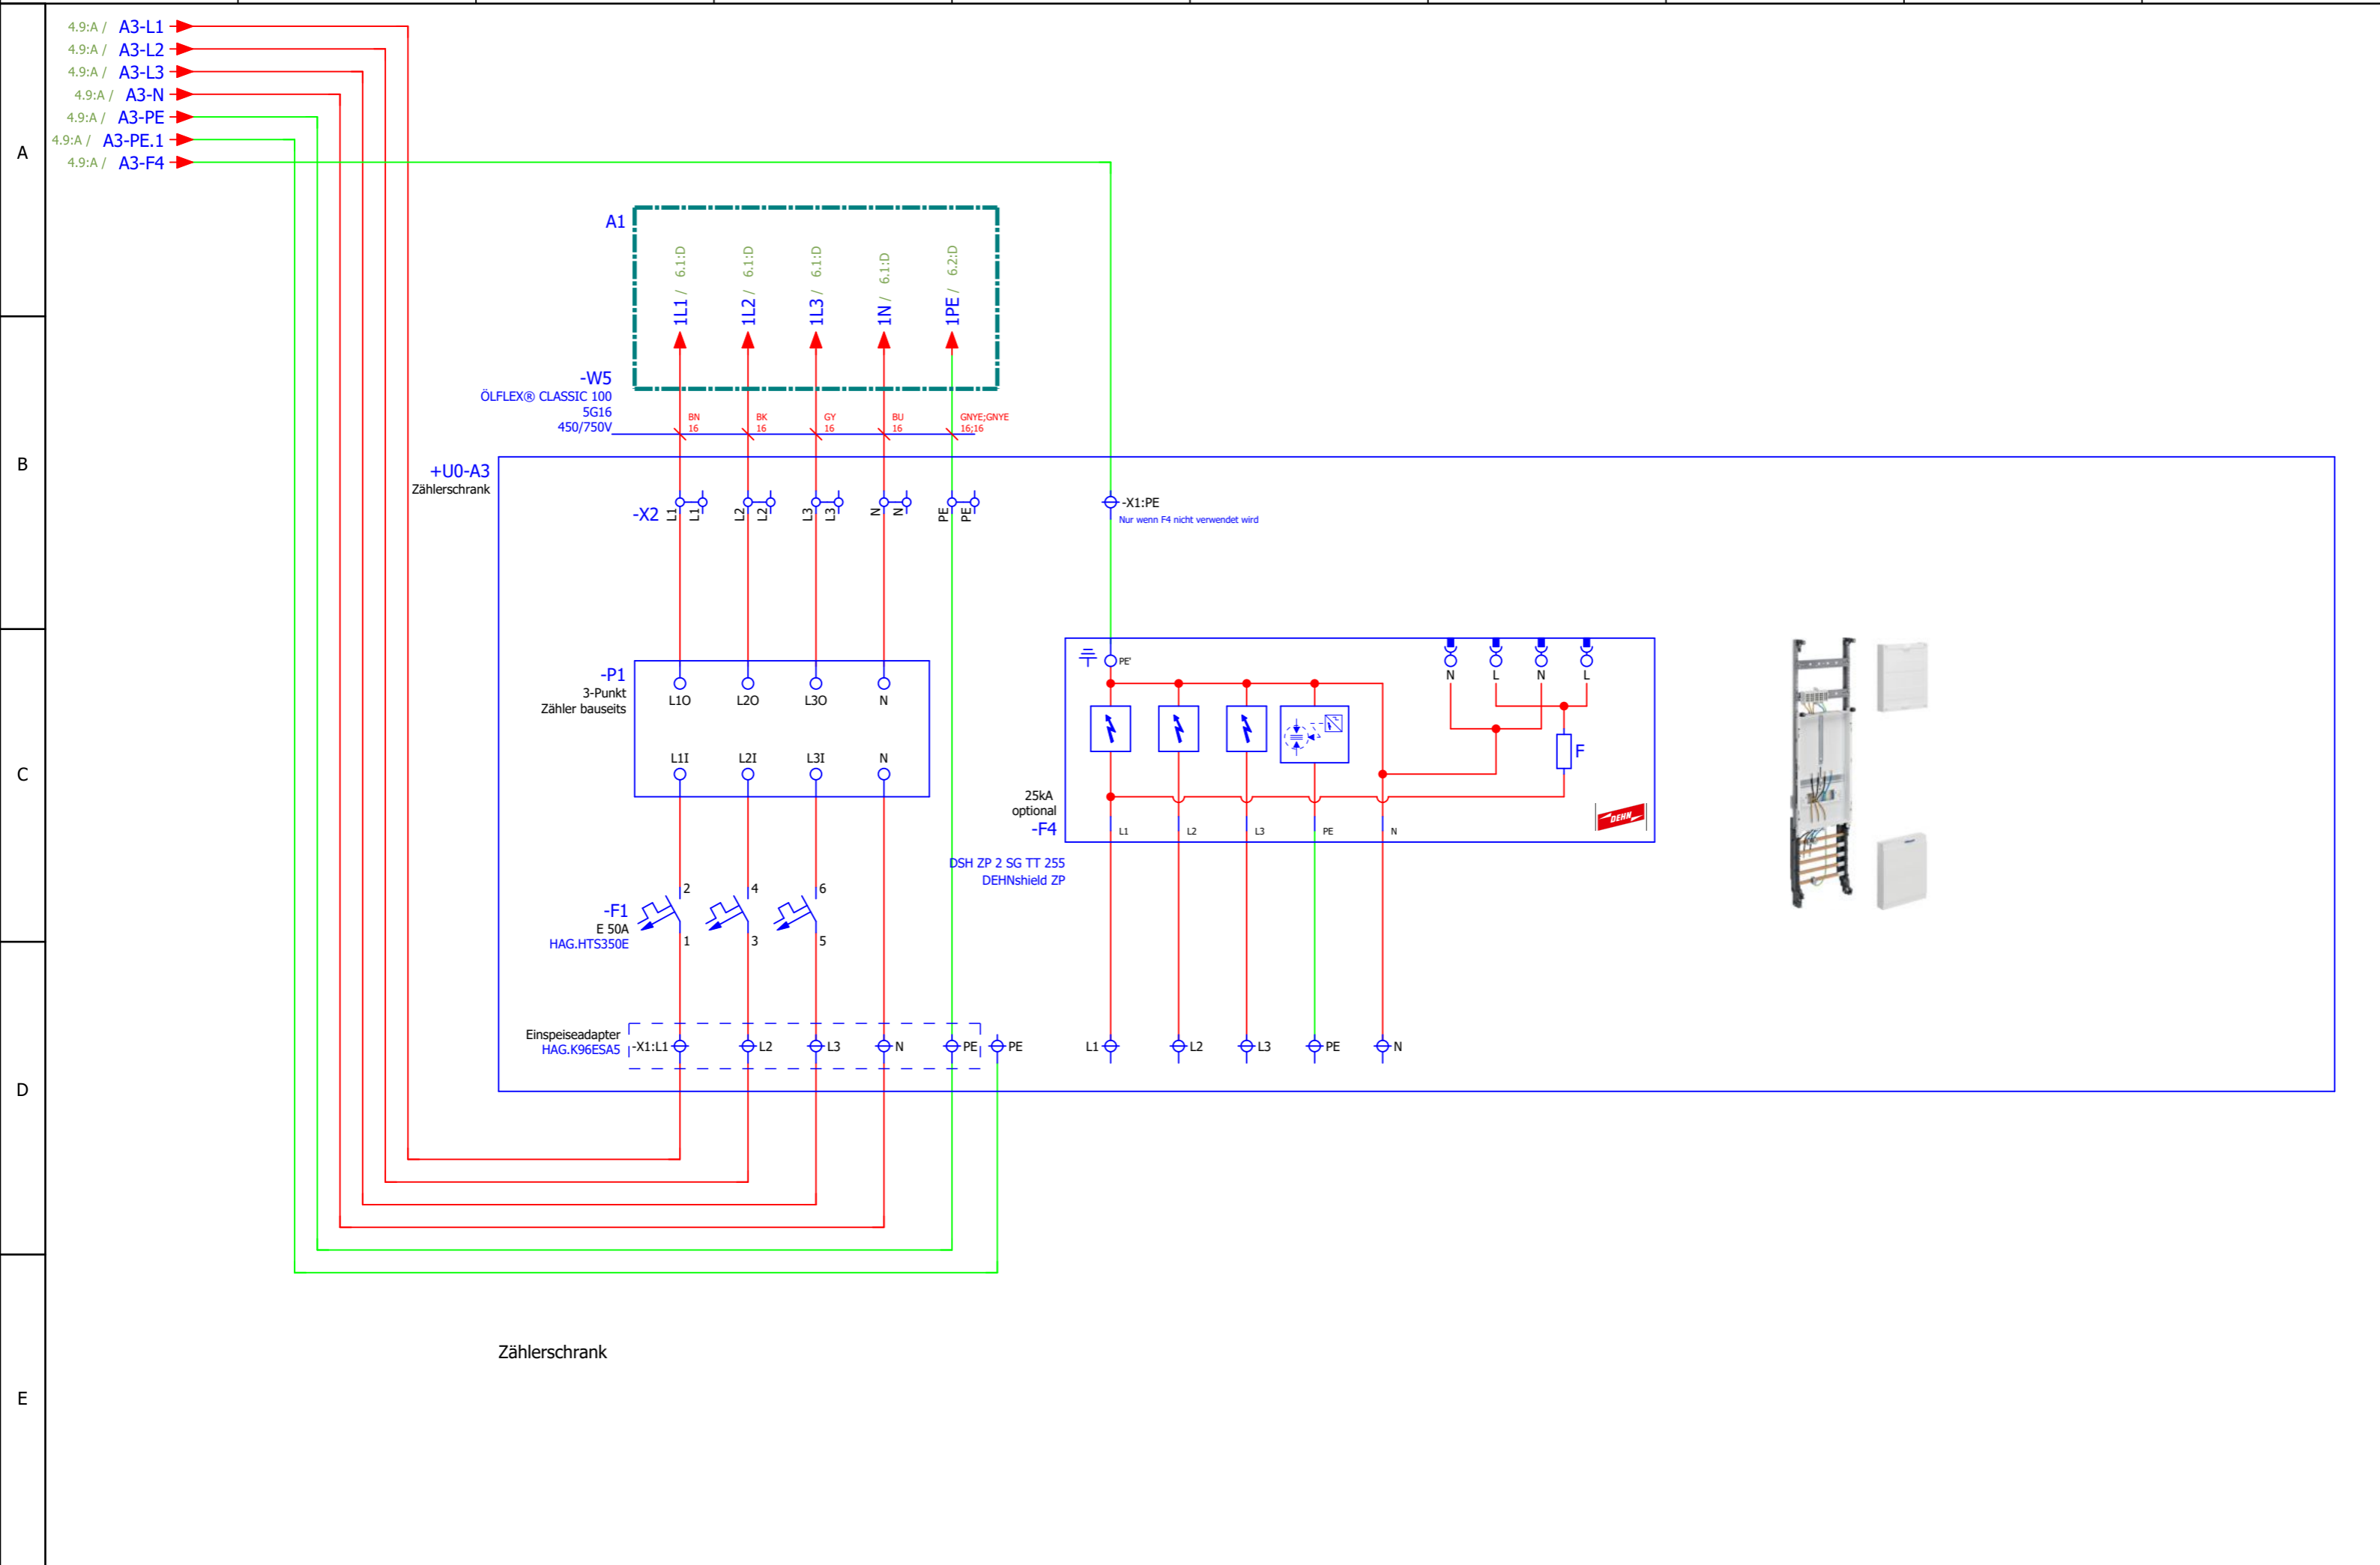 4.9:A / A3-L1
4.9:A / A3-L2
4.9:A / A3-L3
4.9:A / A3-N
4.9:A / A3-PE
4.9:A / A3-PE.1
4.9:A / A3-F4
A
A1
1L1 / 6.1:D
1L2 / 6.1:D
1L3 / 6.1:D
1N / 6.1:D
1PE / 6.2:D
-W5
ÖLFLEX® CLASSIC 100
5G16
450/750V
BN
16
BK
16
GY
16
BU
16
GNYE;GNYE
16;16
B
+U0-A3
Zählerschrank
-X2
L1 L1 L2 L2 L3 L3 N N PE PE
-X1:PE
Nur wenn F4 nicht verwendet wird
-P1
3-Punkt
Zähler bauseits
L1O L2O L3O N
L1I L2I L3I N
PE'
N L N L
F
C
25kA
optional
-F4
L1 L2 L3 PE N
DEHN
DSH ZP 2 SG TT 255
DEHNshield ZP
-F1
E 50A
HAG.HTS350E
2 4 6
1 3 5
Einspeiseadapter
HAG.K96ESA5
-X1:L1 L2 L3 N PE PE
L1 L2 L3 PE N
D
Zählerschrank
E